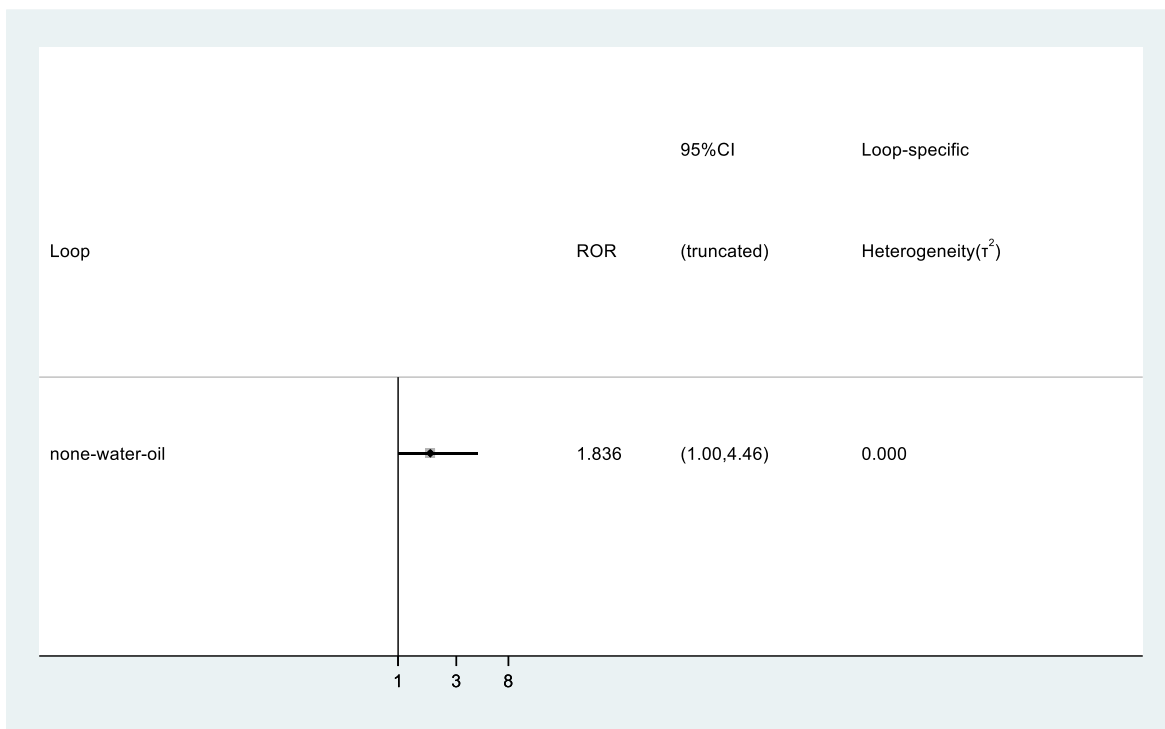 95%CI Loop-specific
Loop ROR (truncated) Heterogeneity(τ²)
none-water-oil 1.836 (1.00,4.46) 0.000
1 3 8